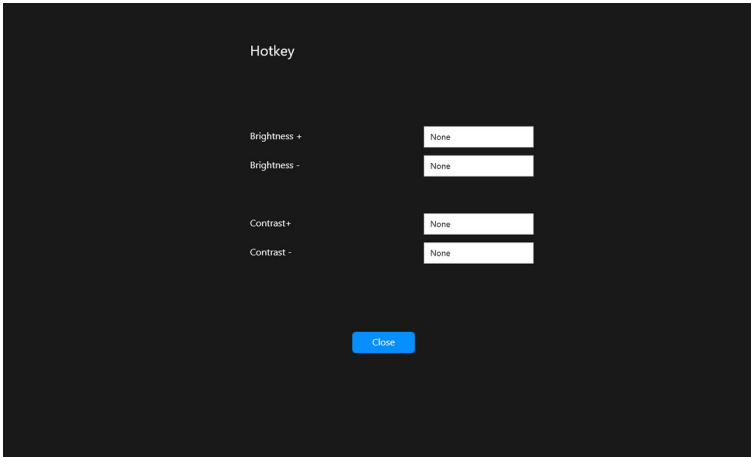 Hotkey
Brightness + None
Brightness - None
Contrast+ None
Contrast - None
Close